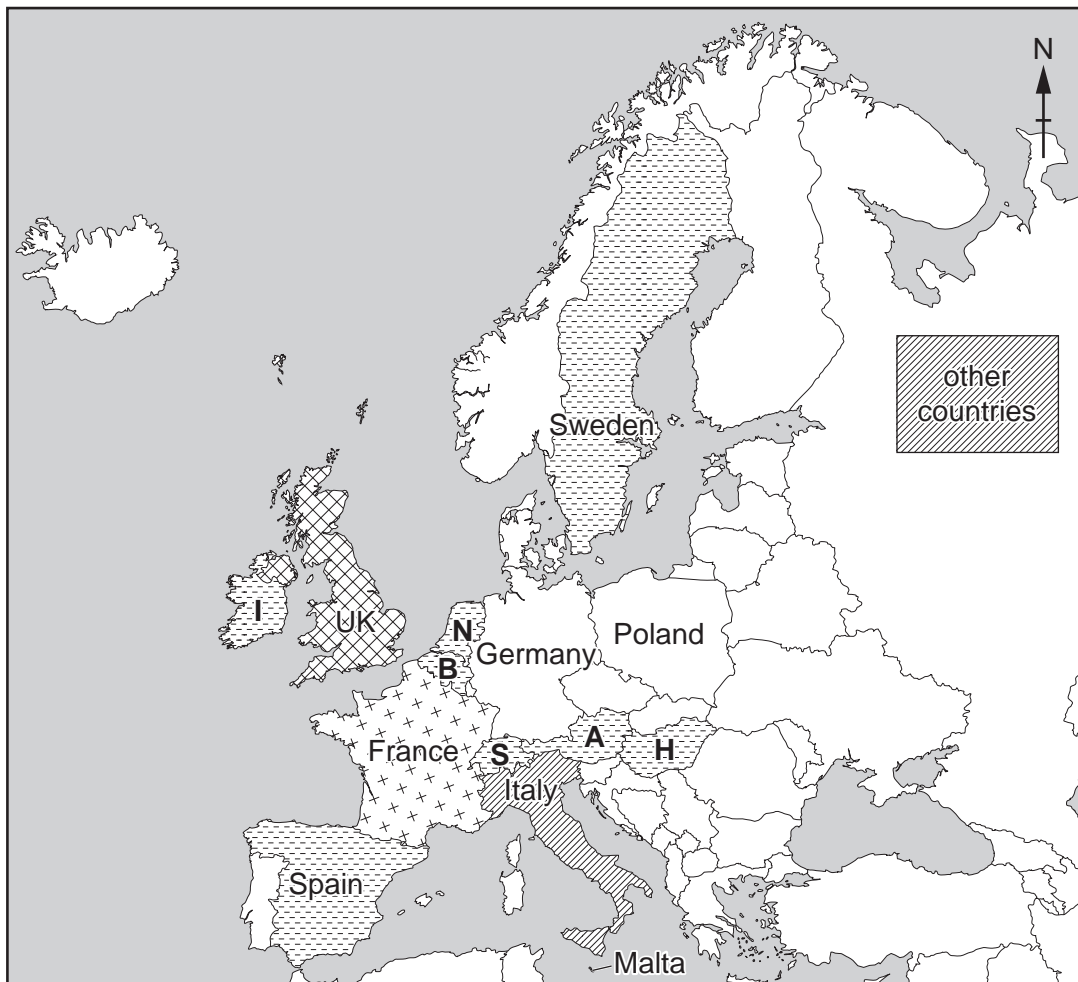 N
other
countries
Sweden
I
UK
N
B
Germany
Poland
France
S
A
H
Italy
Spain
Malta